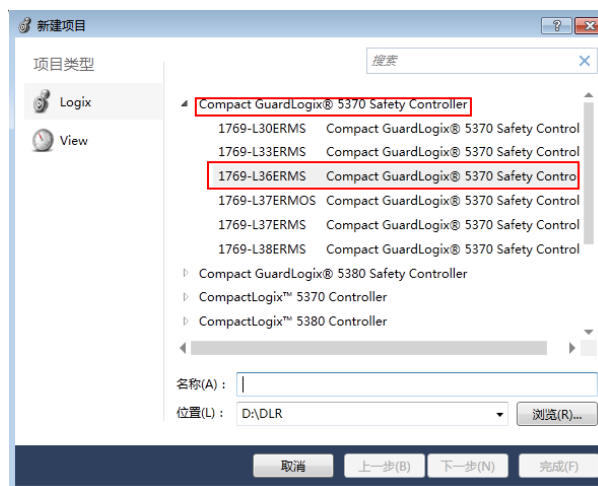 新建项目
项目类型
搜索
Logix
View
Compact GuardLogix® 5370 Safety Controller
1769-L30ERMS Compact GuardLogix® 5370 Safety Control
1769-L33ERMS Compact GuardLogix® 5370 Safety Control
1769-L36ERMS Compact GuardLogix® 5370 Safety Contro
1769-L37ERMOS Compact GuardLogix® 5370 Safety Control
1769-L37ERMS Compact GuardLogix® 5370 Safety Control
1769-L38ERMS Compact GuardLogix® 5370 Safety Control
Compact GuardLogix® 5380 Safety Controller
CompactLogix™ 5370 Controller
CompactLogix™ 5380 Controller
名称(A)：
位置(L)： D:\DLR 浏览(R)...
取消 上一步(B) 下一步(N) 完成(F)